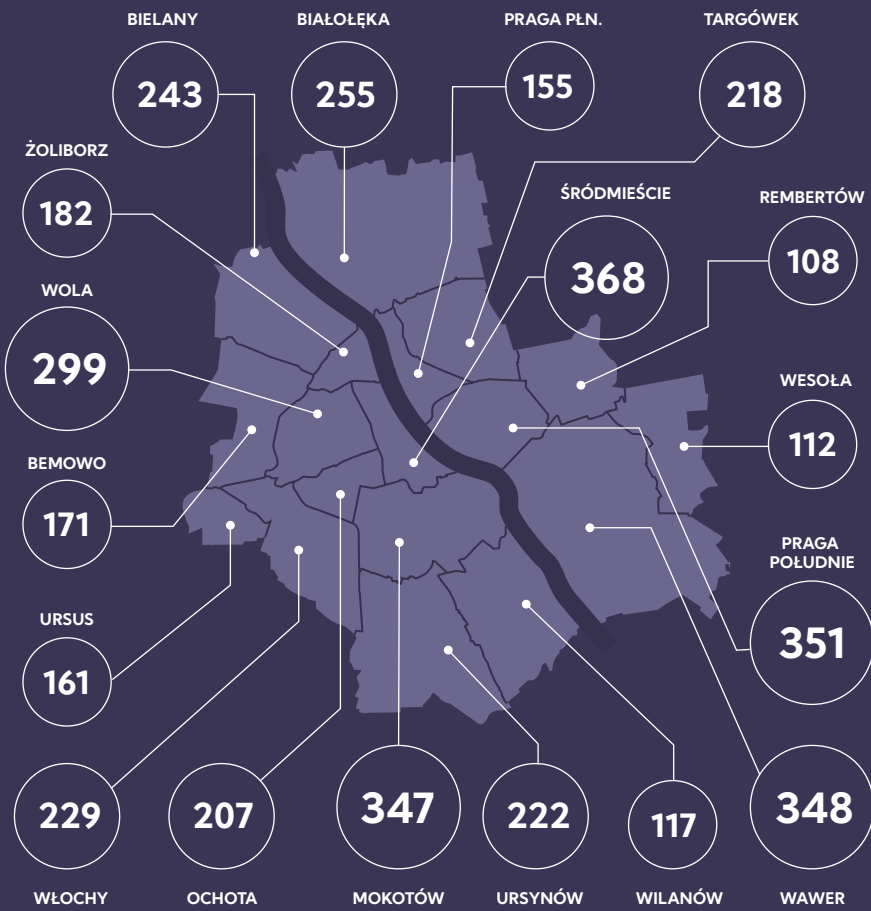 BIELANY
BIAŁOŁĘKA
PRAGA PŁN.
TARGÓWEK
243
255
155
218
ŻOLIBORZ
182
ŚRÓDMIEŚCIE
368
REMBERTÓW
108
WOLA
299
WESOŁA
112
BEMOWO
171
PRAGA
POŁUDNIE
351
URSUS
161
229
207
347
222
117
348
WŁOCHY
OCHOTA
MOKOTÓW
URSYNÓW
WILANÓW
WAWER